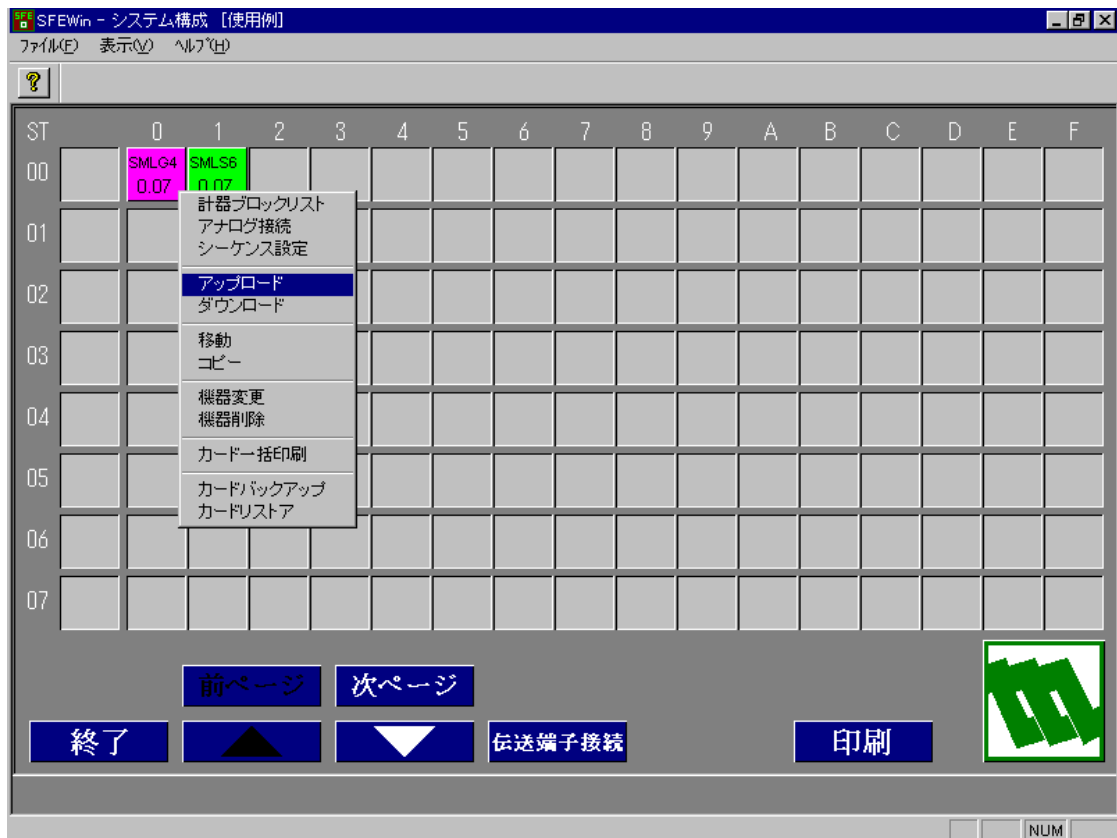 SFE SFEWin - システム構成 [使用例]
ファイル(F) 表示(V) ヘルプ(H)
ST 0 1 2 3 4 5 6 7 8 9 A B C D E F
00 SMLG4 SMLS6
0.07 0.07
計器ブロックリスト
01 アナログ接続
シーケンス設定
02 アップロード
ダウンロード
03 移動
コピー
04 機器変更
機器削除
カード一括印刷
05 カードバックアップ
カードリストア
06
07
前ページ 次ページ
終了 伝送端子接続 印刷
NUM